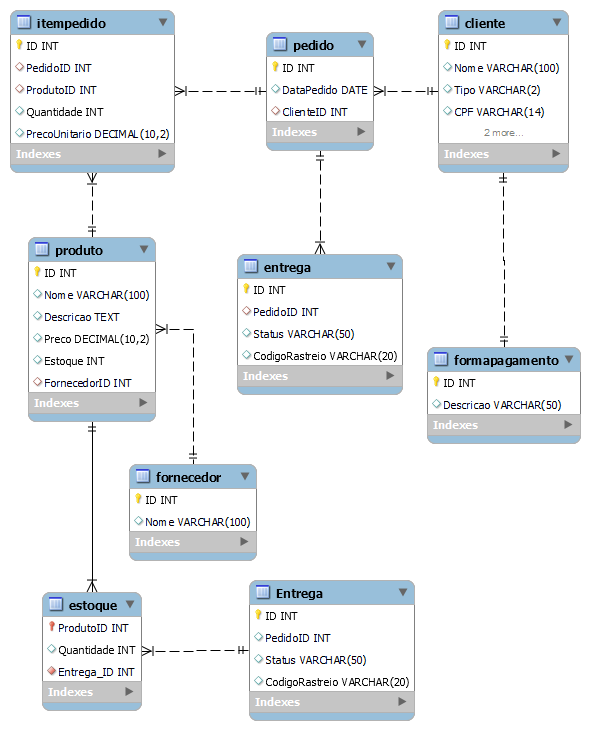 itempedido
ID INT
PedidoID INT
ProdutoID INT
Quantidade INT
PrecoUnitario DECIMAL(10,2)
Indexes
pedido
ID INT
DataPedido DATE
ClienteID INT
Indexes
cliente
ID INT
Nome VARCHAR(100)
Tipo VARCHAR(2)
CPF VARCHAR(14)
2 more...
Indexes
produto
ID INT
Nome VARCHAR(100)
Descricao TEXT
Preco DECIMAL(10,2)
Estoque INT
FornecedorID INT
Indexes
entrega
ID INT
PedidoID INT
Status VARCHAR(50)
CodigoRastreio VARCHAR(20)
Indexes
formapagamento
ID INT
Descricao VARCHAR(50)
Indexes
fornecedor
ID INT
Nome VARCHAR(100)
Indexes
estoque
ProdutoID INT
Quantidade INT
Entrega_ID INT
Indexes
Entrega
ID INT
PedidoID INT
Status VARCHAR(50)
CodigoRastreio VARCHAR(20)
Indexes